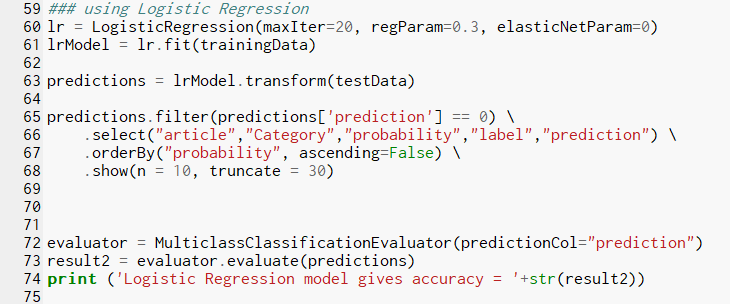 59 ### using Logistic Regression
60 lr = LogisticRegression(maxIter=20, regParam=0.3, elasticNetParam=0)
61 lrModel = lr.fit(trainingData)
62
63 predictions = lrModel.transform(testData)
64
65 predictions.filter(predictions['prediction'] == 0) \
66     .select("article","Category","probability","label","prediction") \
67     .orderBy("probability", ascending=False) \
68     .show(n = 10, truncate = 30)
69
70
71
72 evaluator = MulticlassClassificationEvaluator(predictionCol="prediction")
73 result2 = evaluator.evaluate(predictions)
74 print ('Logistic Regression model gives accuracy = '+str(result2))
75